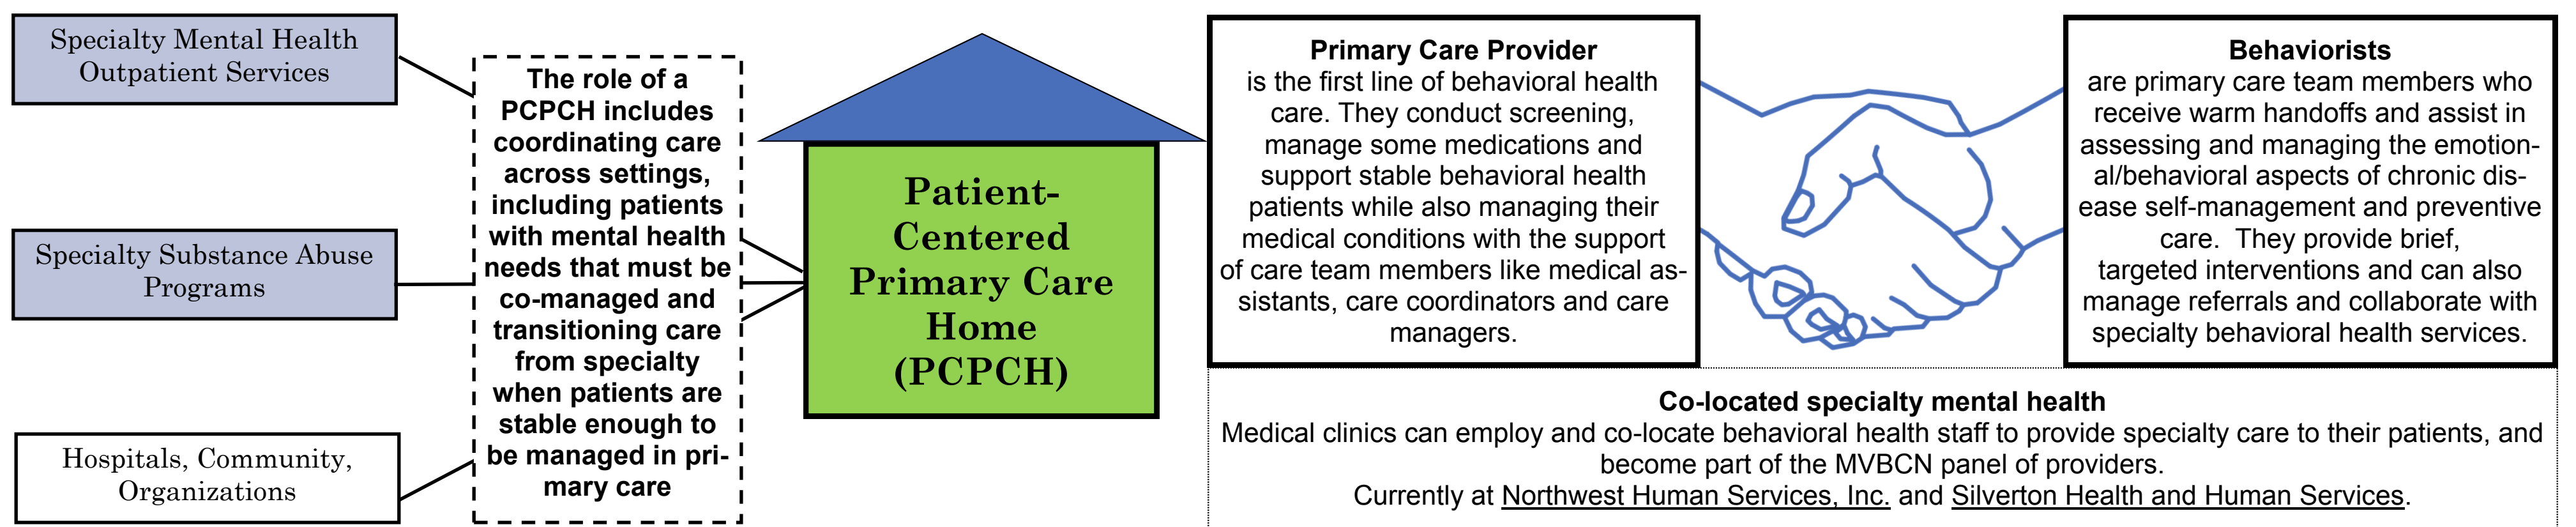 Specialty Mental Health
Outpatient Services
Specialty Substance Abuse
Programs
Hospitals, Community,
Organizations
The role of a
PCPCH includes
coordinating care
across settings,
including patients
with mental health
needs that must be
co-managed and
transitioning care
from specialty
when patients are
stable enough to
be managed in pri-
mary care
Patient-
Centered
Primary Care
Home
(PCPCH)
Primary Care Provider
is the first line of behavioral health
care. They conduct screening,
manage some medications and
support stable behavioral health
patients while also managing their
medical conditions with the support
of care team members like medical as-
sistants, care coordinators and care
managers.
Behaviorists
are primary care team members who
receive warm handoffs and assist in
assessing and managing the emotion-
al/behavioral aspects of chronic dis-
ease self-management and preventive
care.  They provide brief,
targeted interventions and can also
manage referrals and collaborate with
specialty behavioral health services.
Co-located specialty mental health
Medical clinics can employ and co-locate behavioral health staff to provide specialty care to their patients, and
become part of the MVBCN panel of providers.
Currently at Northwest Human Services, Inc. and Silverton Health and Human Services.